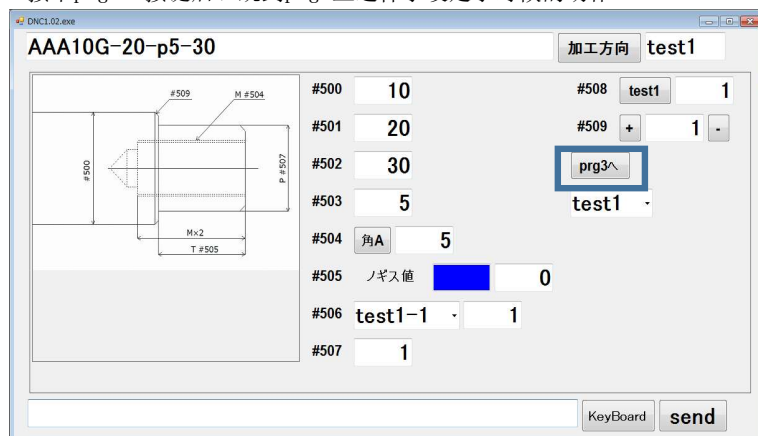 DNC1.02.exe
AAA10G-20-p5-30
加工方向 test1
#509
M #504
#500
P #507
M×2
T #505
#500 10
#501 20
#502 30
#503 5
#504 角A 5
#505 ノギス値 0
#506 test1-1 1
#507 1
#508 test1 1
#509 + 1 -
prg3へ
test1
KeyBoard send